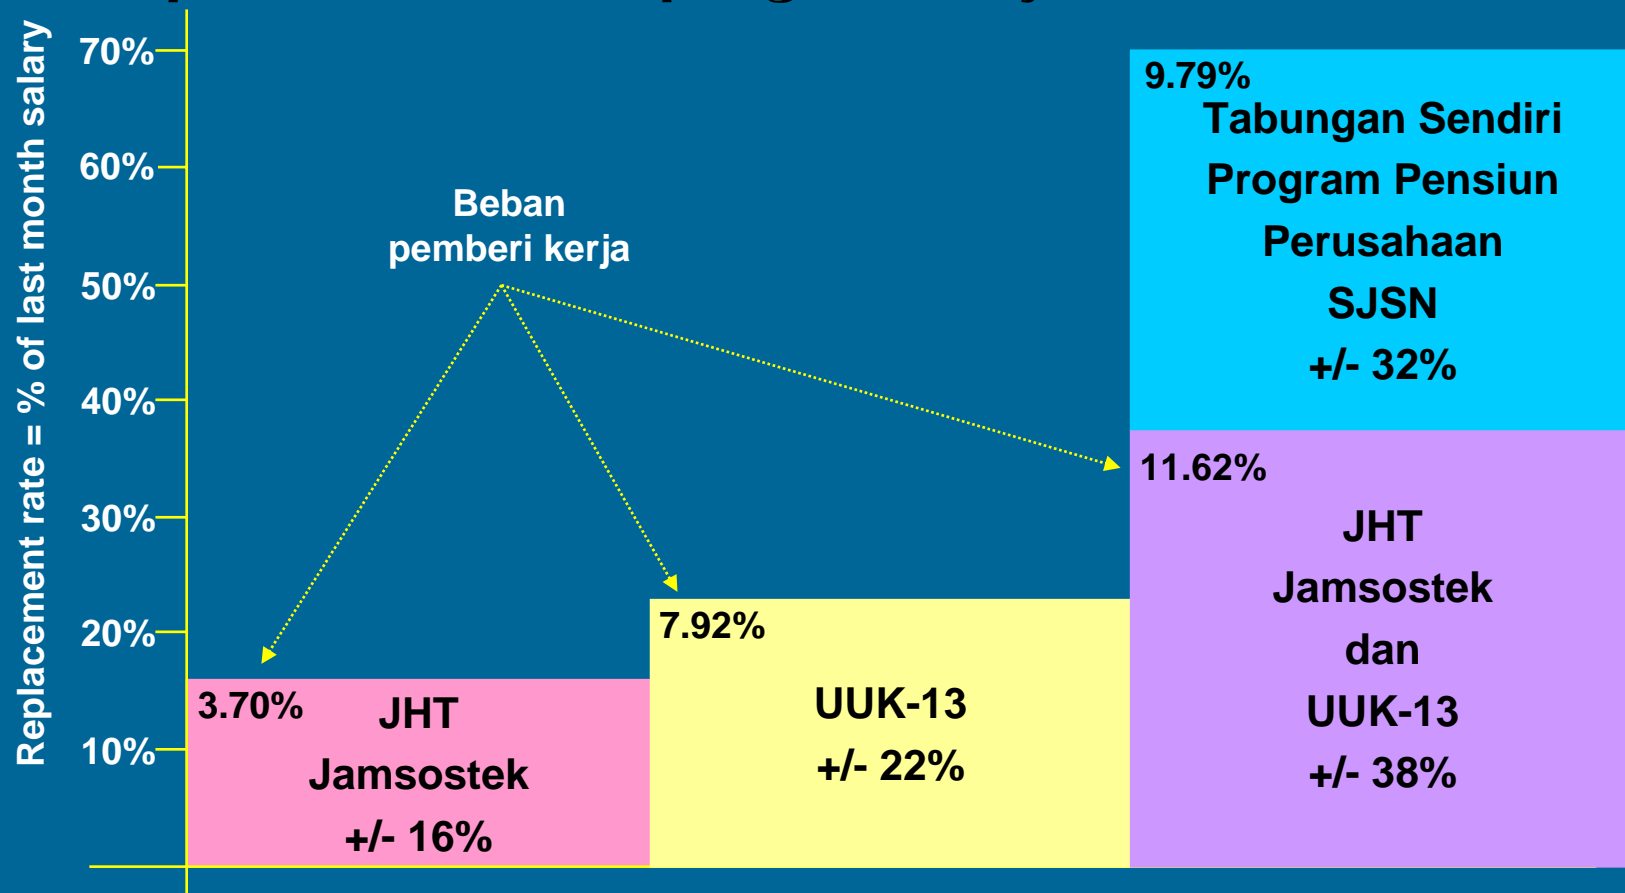 Replacement rate = % of last month salary
70%
60%
50%
40%
30%
20%
10%
Beban
pemberi kerja
3.70%
JHT
Jamsostek
+/- 16%
7.92%
UUK-13
+/- 22%
9.79%
Tabungan Sendiri
Program Pensiun
Perusahaan
SJSN
+/- 32%
11.62%
JHT
Jamsostek
dan
UUK-13
+/- 38%